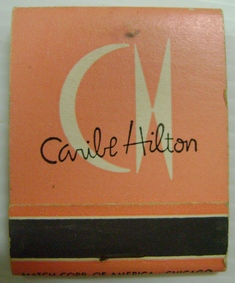 CH
Caribe Hilton
MATCH CORP. OF AMERICA, CHICAGO